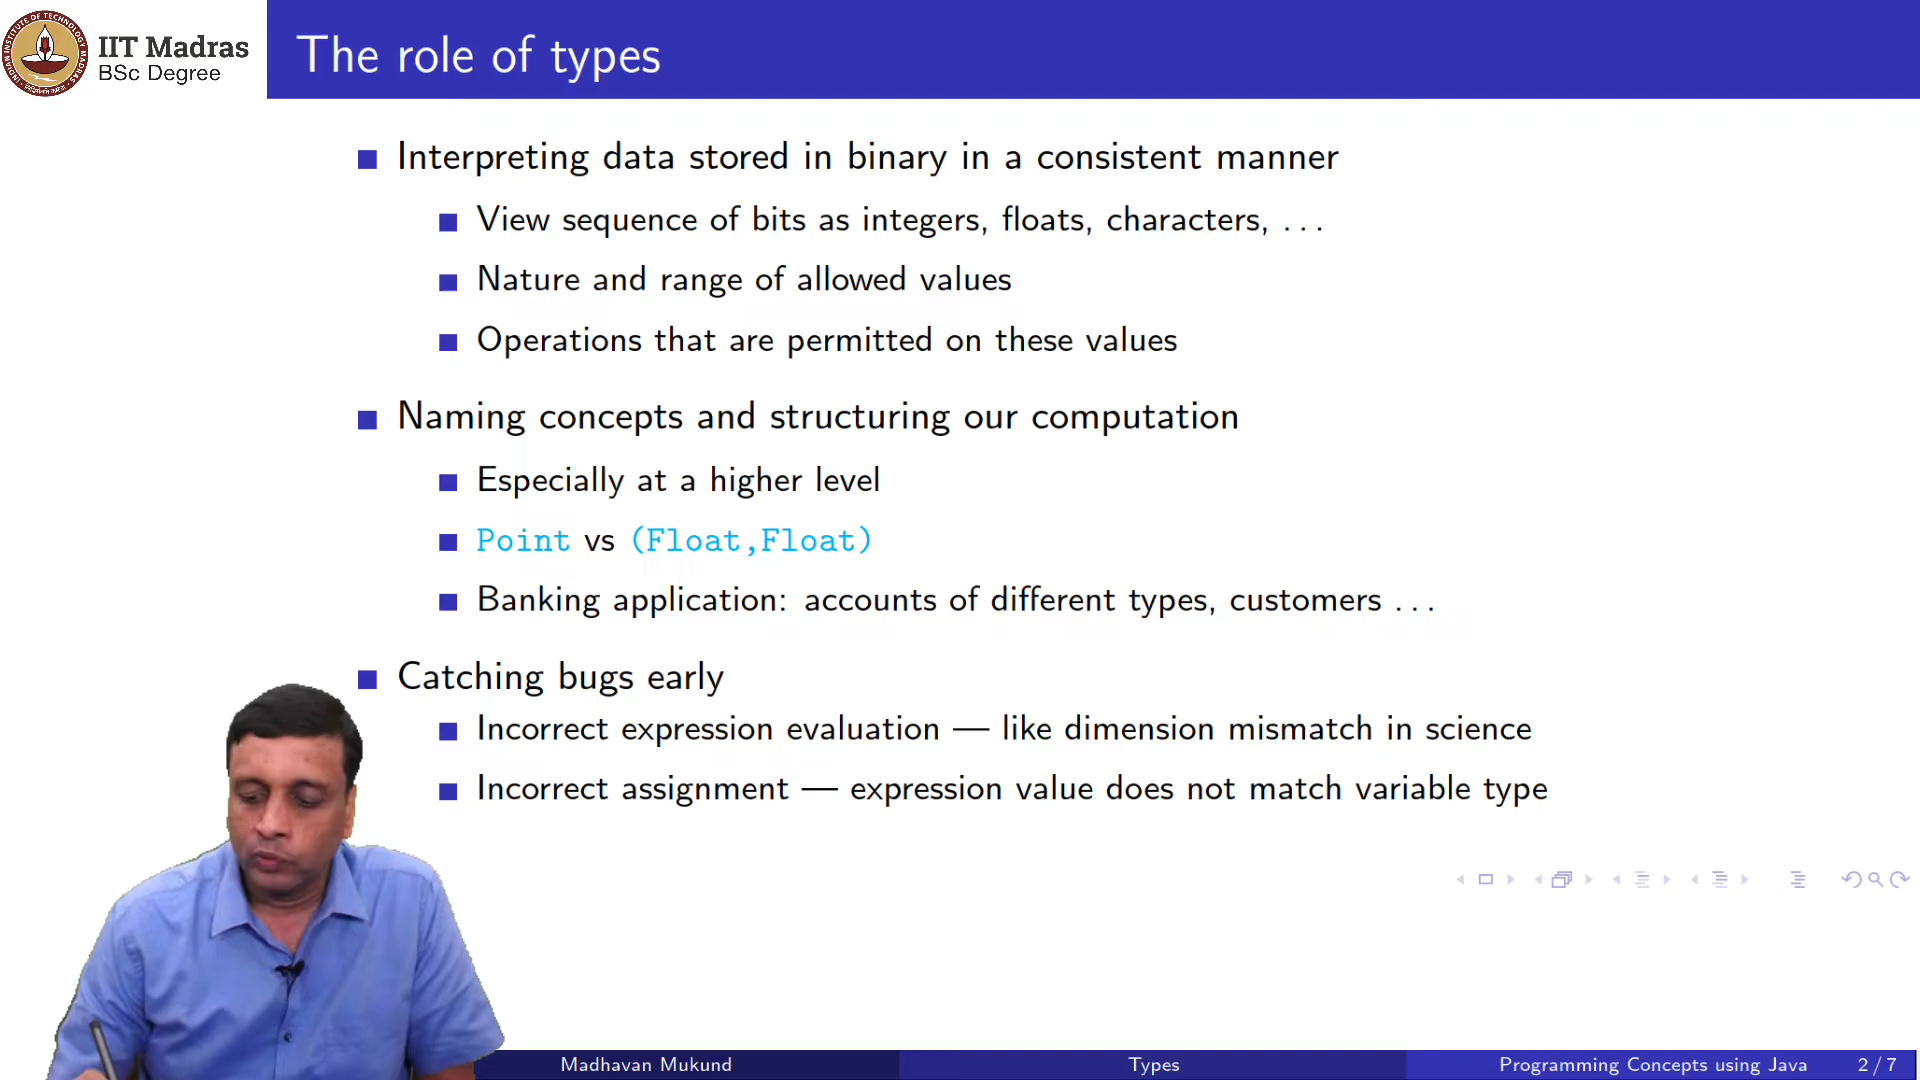 IIT Madras
BSc Degree
The role of types
Interpreting data stored in binary in a consistent manner
View sequence of bits as integers, floats, characters, . . .
Nature and range of allowed values
Operations that are permitted on these values
Naming concepts and structuring our computation
Especially at a higher level
Point vs (Float,Float)
Banking application: accounts of different types, customers . . .
Catching bugs early
Incorrect expression evaluation — like dimension mismatch in science
Incorrect assignment — expression value does not match variable type
Madhavan Mukund
Types
Programming Concepts using Java
2 / 7